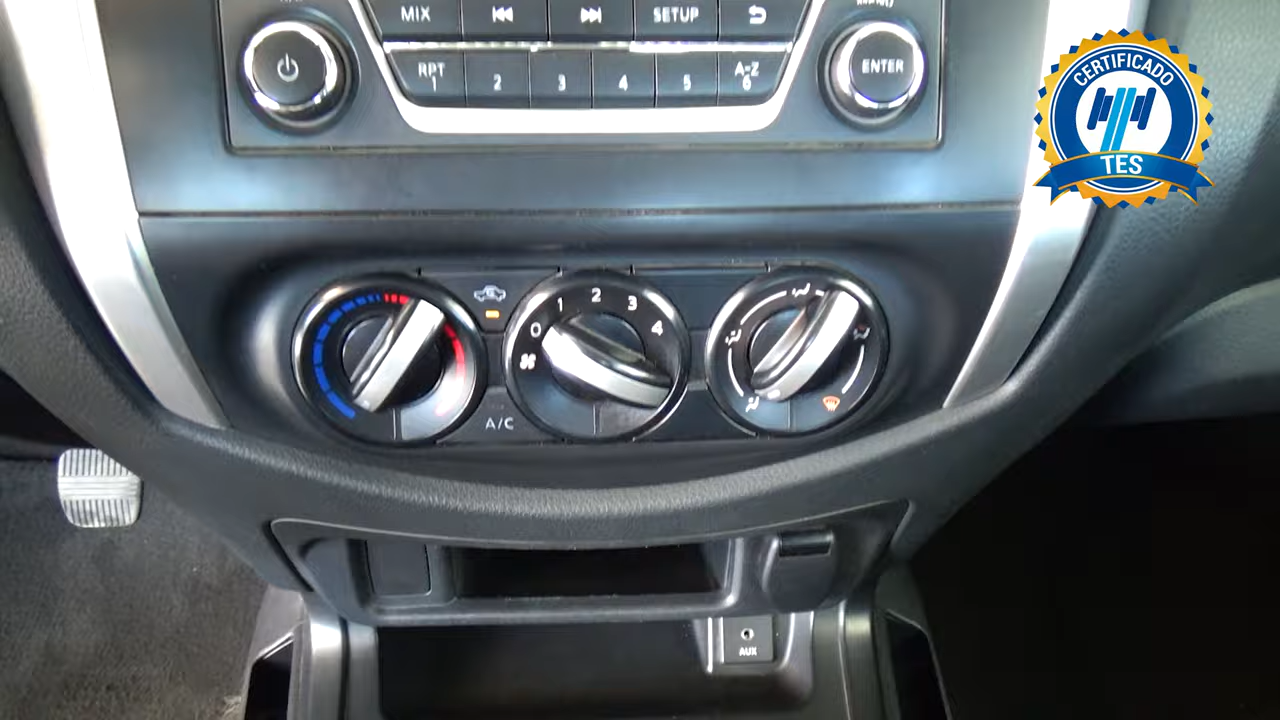 MIX
SETUP
RPT
1
2
3
4
5
A-Z
6
ENTER
CERTIFICADO
TES
0
1
2
3
4
A/C
AUX